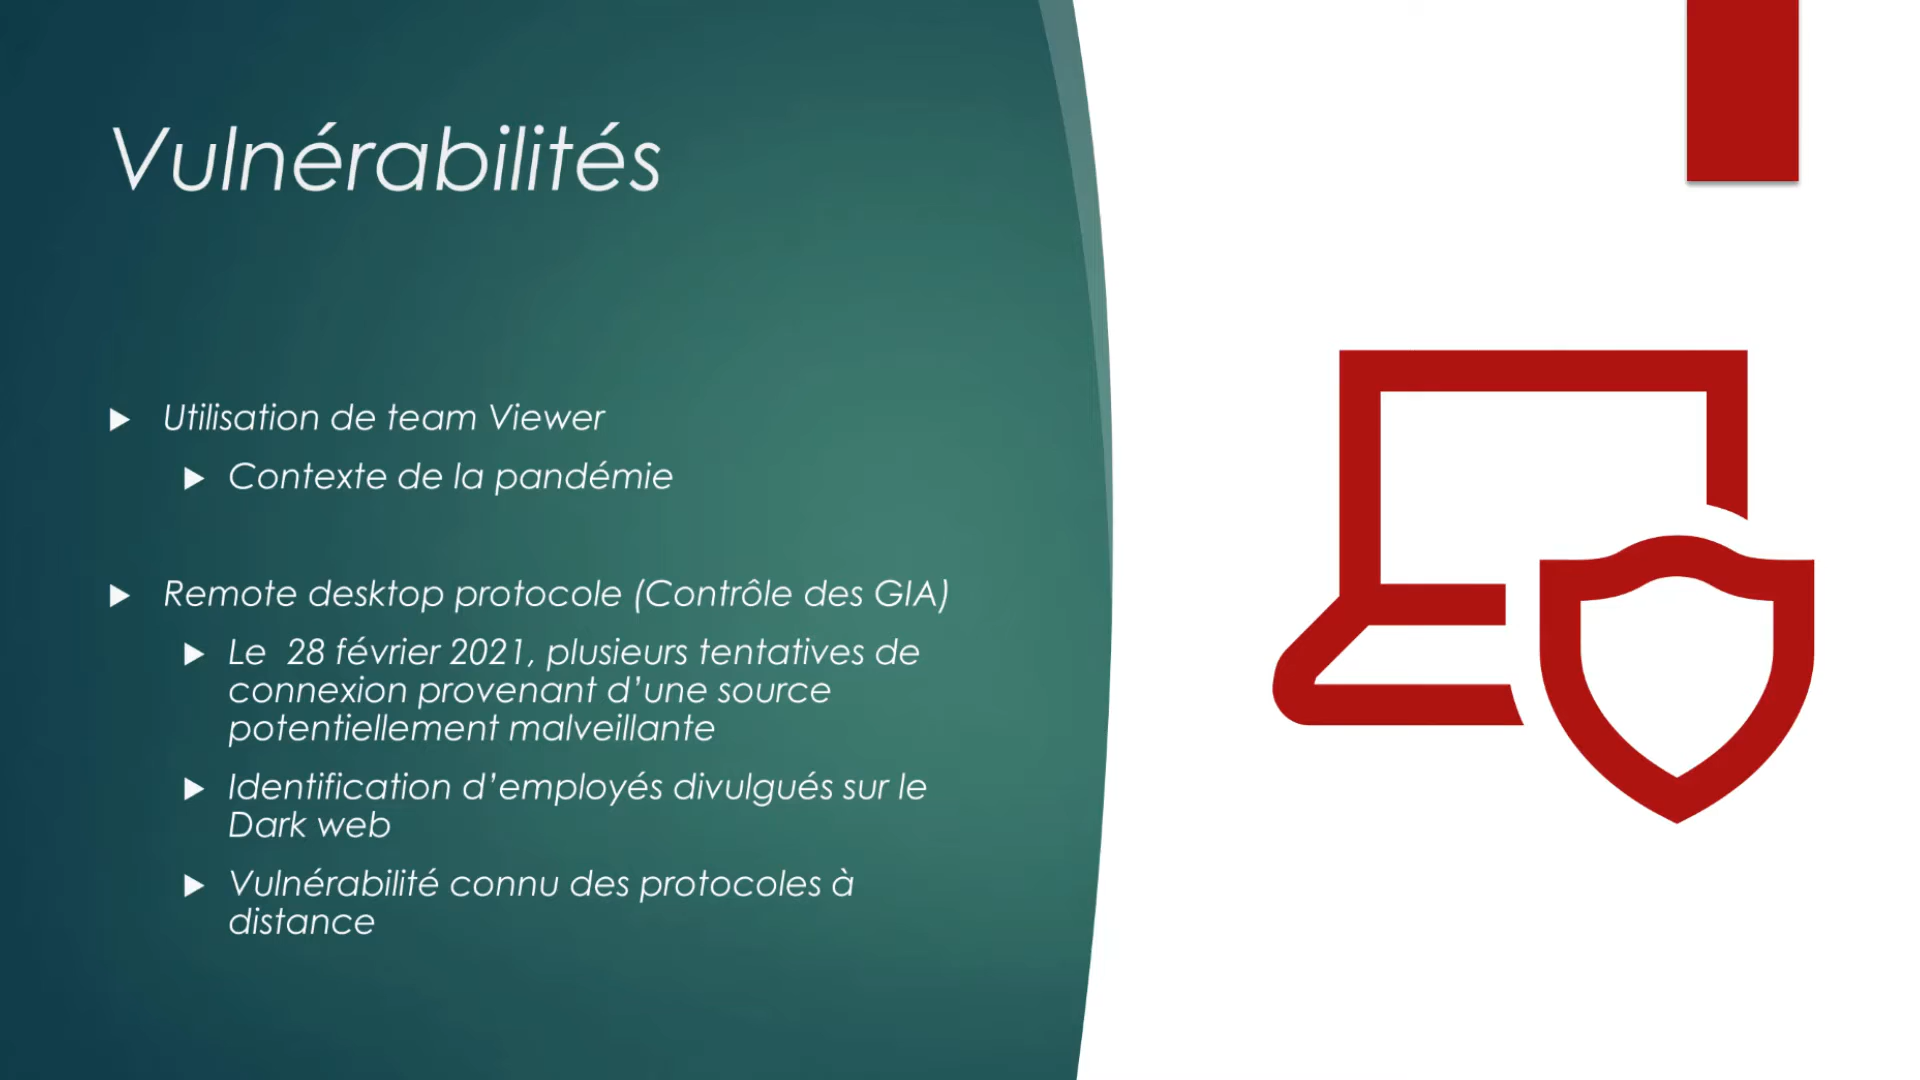 Vulnérabilités
Utilisation de team Viewer
Contexte de la pandémie
Remote desktop protocole (Contrôle des GIA)
Le  28 février 2021, plusieurs tentatives de
connexion provenant d’une source
potentiellement malveillante
Identification d’employés divulgués sur le
Dark web
Vulnérabilité connu des protocoles à
distance